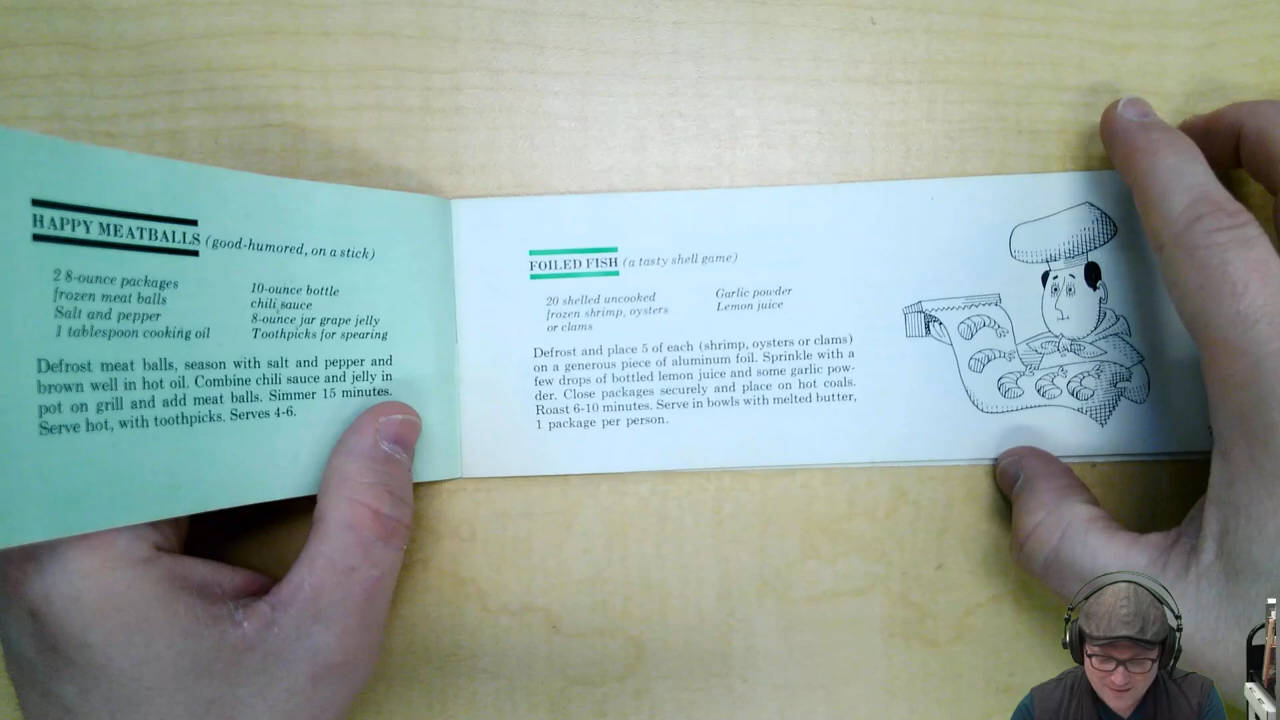 HAPPY MEATBALLS (good-humored, on a stick)
2 8-ounce packages
frozen meat balls
Salt and pepper
1 tablespoon cooking oil
10-ounce bottle
chili sauce
8-ounce jar grape jelly
Toothpicks for spearing
Defrost meat balls, season with salt and pepper and
brown well in hot oil. Combine chili sauce and jelly in
pot on grill and add meat balls. Simmer 15 minutes.
Serve hot, with toothpicks. Serves 4-6.
FOILED FISH (a tasty shell game)
20 shelled uncooked
frozen shrimp, oysters
or clams
Garlic powder
Lemon juice
Defrost and place 5 of each (shrimp, oysters or clams)
on a generous piece of aluminum foil. Sprinkle with a
few drops of bottled lemon juice and some garlic pow-
der. Close packages securely and place on hot coals.
Roast 6-10 minutes. Serve in bowls with melted butter,
1 package per person.